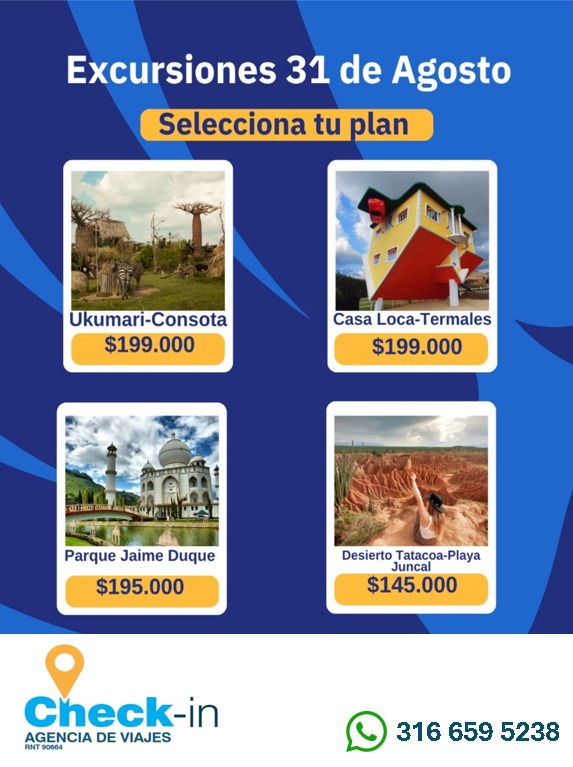 Excursiones 31 de Agosto
Selecciona tu plan
Ukumari-Consota
$199.000
Casa Loca-Termales
$199.000
Parque Jaime Duque
$195.000
Desierto Tatacoa-Playa
Juncal
$145.000
Check-in
AGENCIA DE VIAJES
RNT 90664
316 659 5238